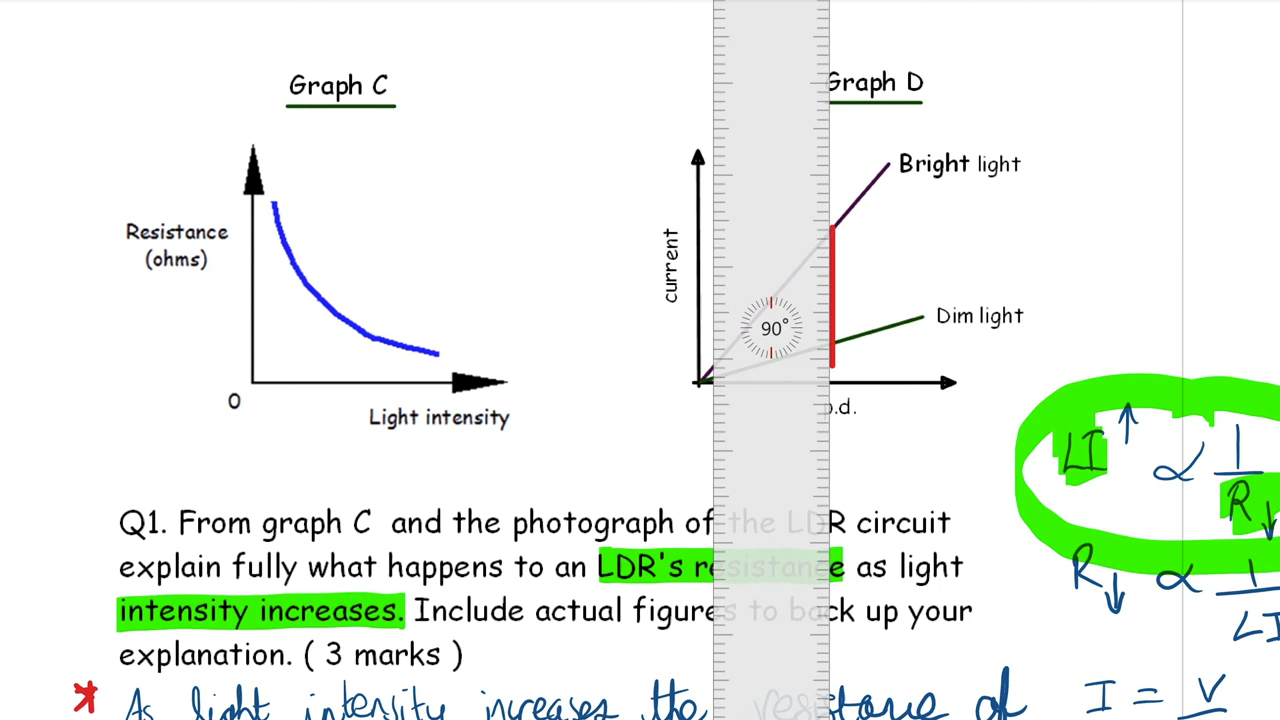 Graph C
Graph D
Resistance
(ohms)
0
Light intensity
current
Bright light
Dim light
90°
p.d.
LI ↑ ∝ 1
R ↓
R ↓ ∝ 1
LI
Q1. From graph C and the photograph of the LDR circuit
explain fully what happens to an LDR's resistance as light
intensity increases. Include actual figures to back up your
explanation. ( 3 marks )
* As light intensity increases the resistance of
I = V